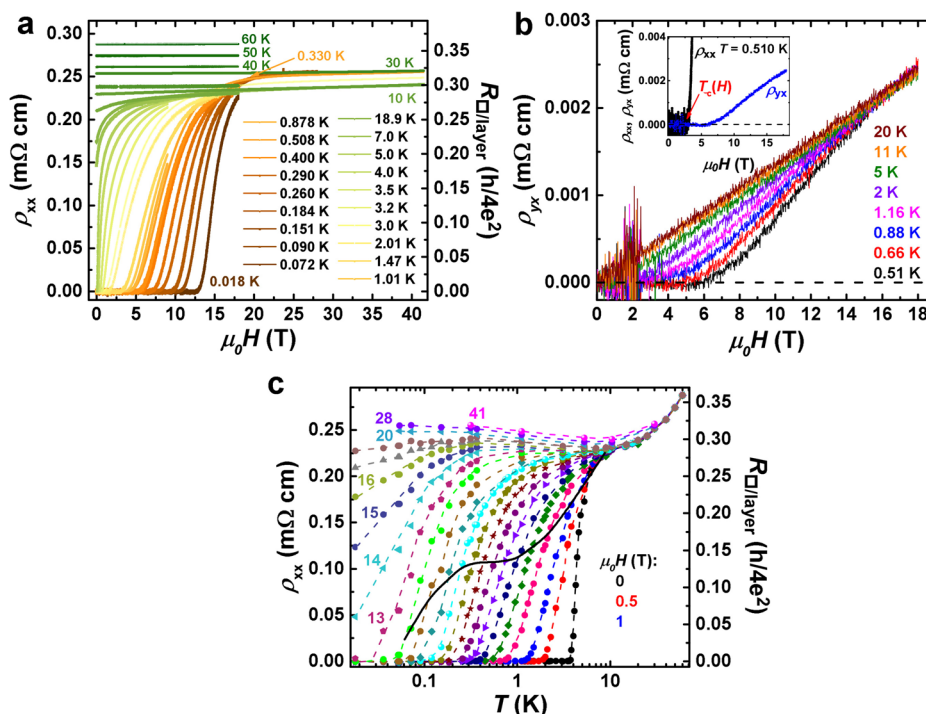 a
ρxx (mΩ cm)
0.30
0.25
0.20
0.15
0.10
0.05
0.00
60 K
50 K
40 K
0.330 K
30 K
10 K
0.878 K
0.508 K
0.400 K
0.290 K
0.260 K
0.184 K
0.151 K
0.090 K
0.072 K
18.9 K
7.0 K
5.0 K
4.0 K
3.5 K
3.2 K
3.0 K
2.01 K
1.47 K
1.01 K
0.018 K
0 5 10 15 20 25 30 35 40
μ0H (T)
0.35
0.30
0.25
0.20
0.15
0.10
0.05
0.00
R□/layer (h/4e²)
b
ρyx (mΩ cm)
0.003
0.002
0.001
0.000
ρxx, ρyx (mΩ cm)
0.004
0.002
0.000
ρxx T = 0.510 K
Tc(H)
ρyx
0 5 10 15
μ0H (T)
20 K
11 K
5 K
2 K
1.16 K
0.88 K
0.66 K
0.51 K
0 2 4 6 8 10 12 14 16 18
μ0H (T)
c
ρxx (mΩ cm)
0.25
0.20
0.15
0.10
0.05
0.00
28
20
41
16
15
14
13
μ0H (T):
0
0.5
1
0.1 1 10
T (K)
0.35
0.30
0.25
0.20
0.15
0.10
0.05
0.00
R□/layer (h/4e²)